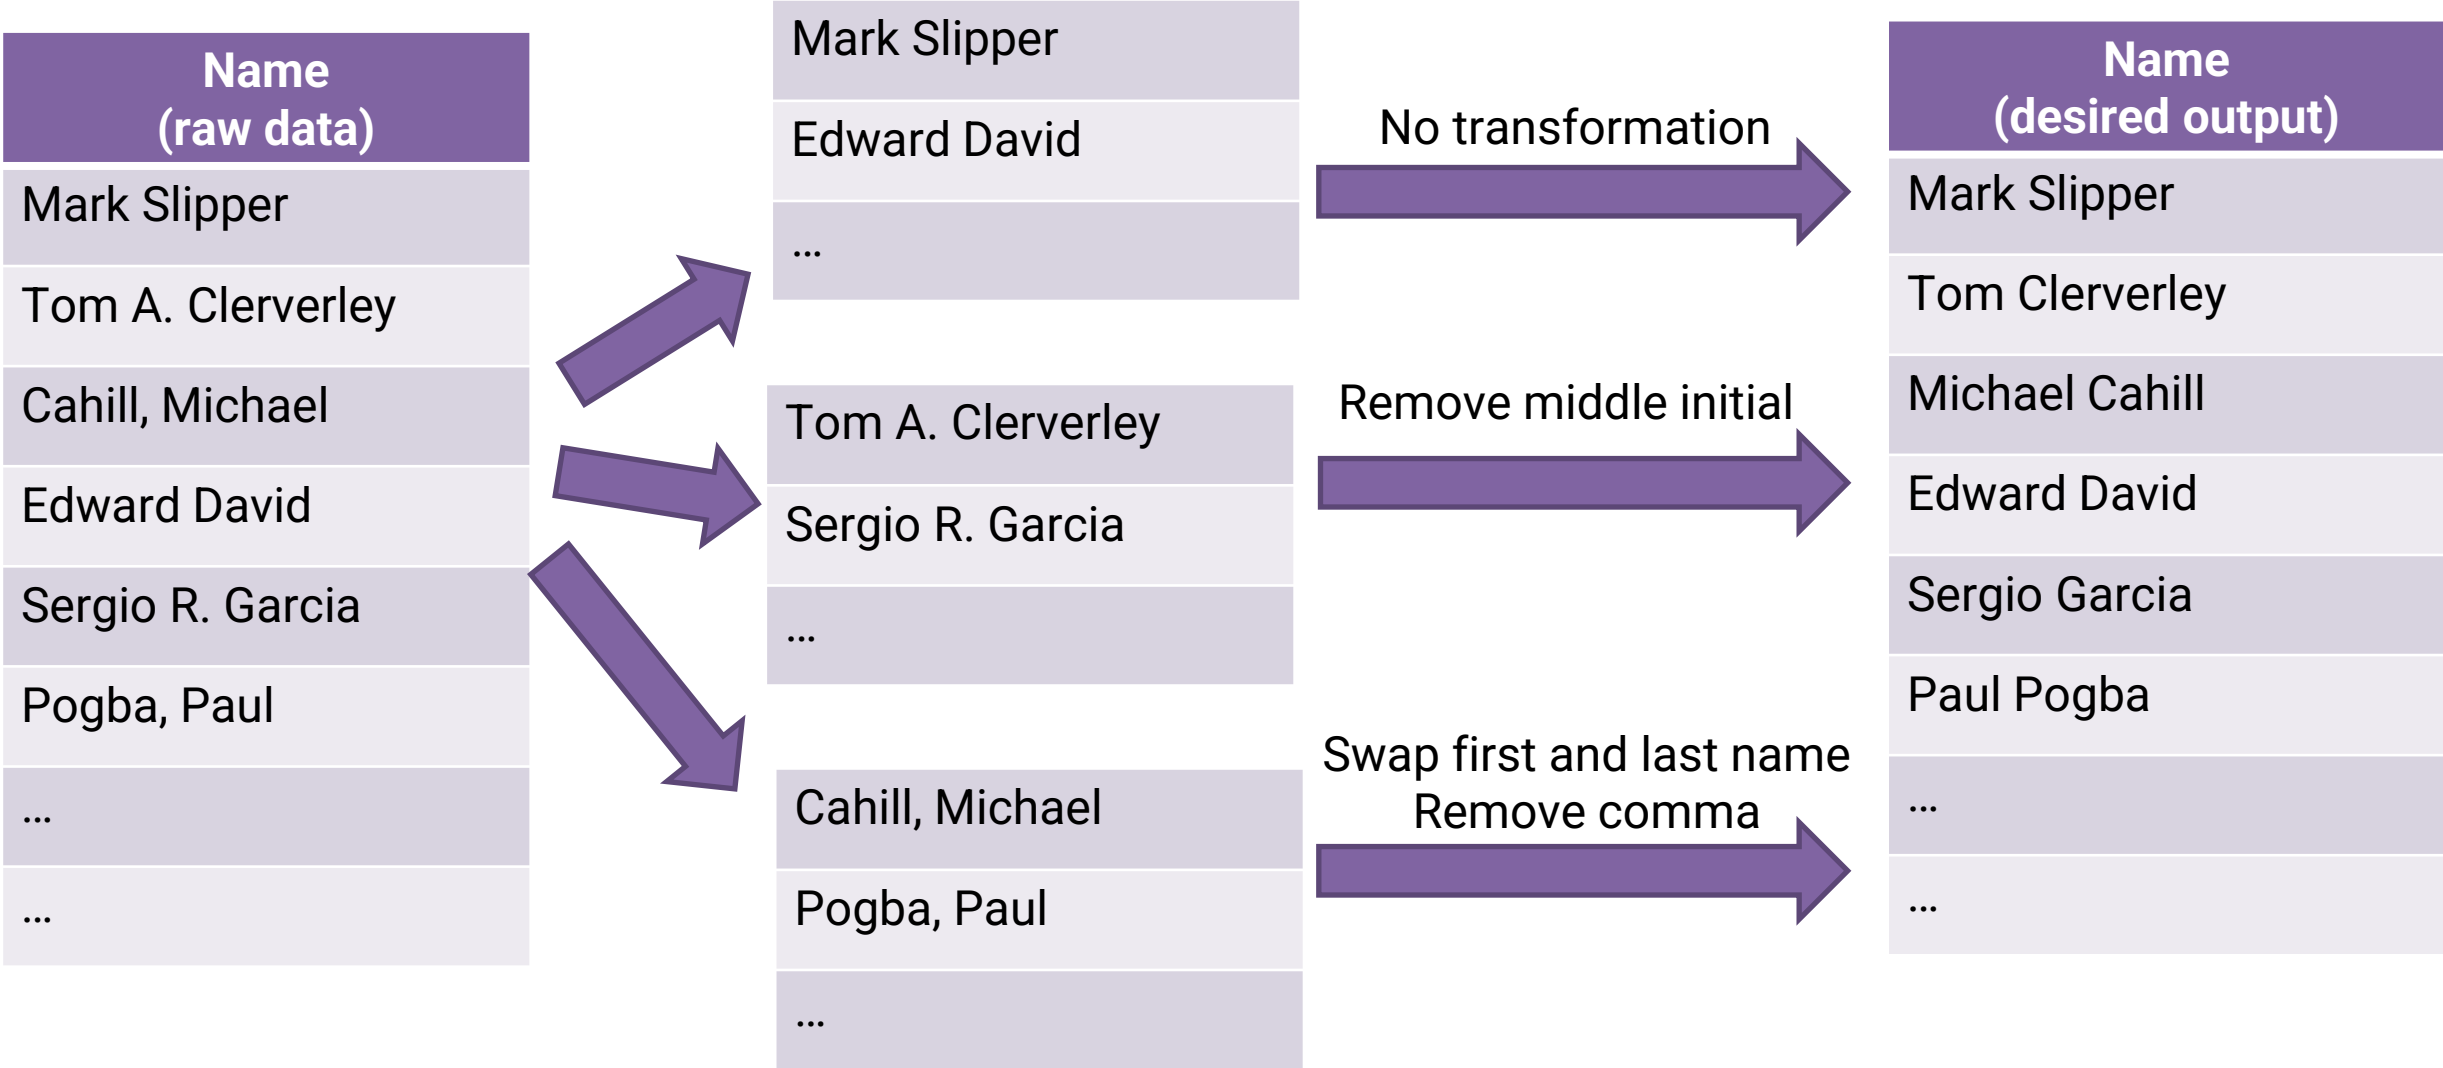 Name
(raw data)
Mark Slipper
Tom A. Clerverley
Cahill, Michael
Edward David
Sergio R. Garcia
Pogba, Paul
...
...
Mark Slipper
Edward David
...
Tom A. Clerverley
Sergio R. Garcia
...
Cahill, Michael
Pogba, Paul
...
No transformation
Remove middle initial
Swap first and last name
Remove comma
Name
(desired output)
Mark Slipper
Tom Clerverley
Michael Cahill
Edward David
Sergio Garcia
Paul Pogba
...
...